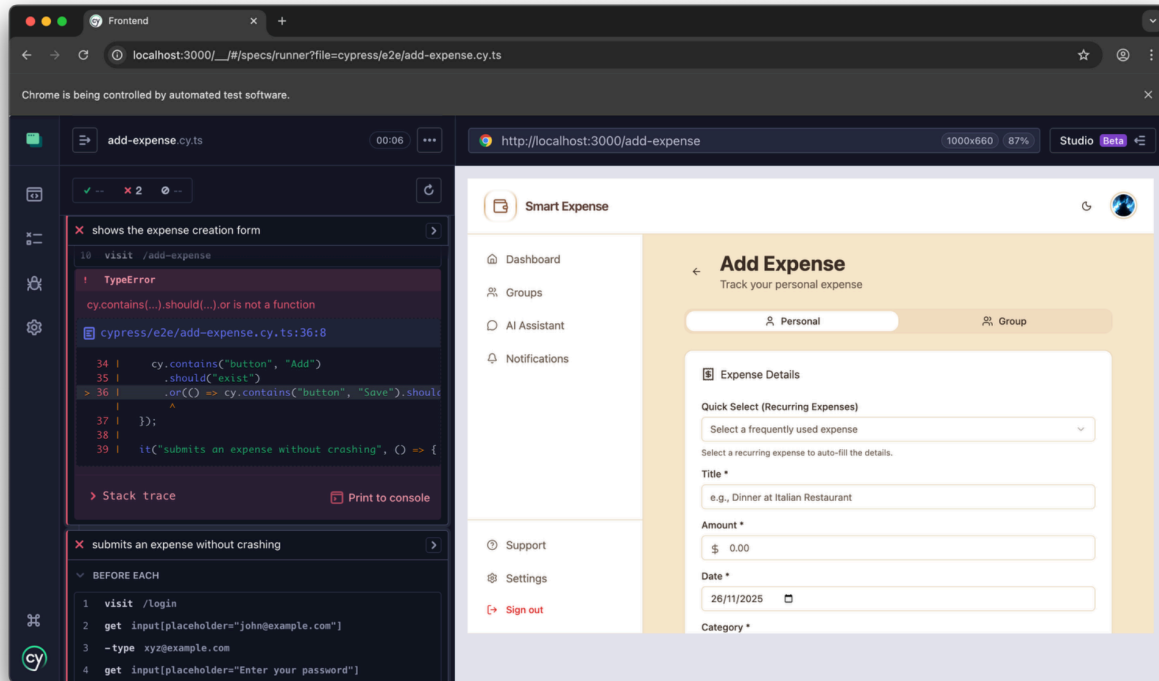 Frontend
localhost:3000/__/#/specs/runner?file=cypress/e2e/add-expense.cy.ts
Chrome is being controlled by automated test software.
add-expense.cy.ts
00:06
--
2
--
shows the expense creation form
10 visit /add-expense
! TypeError
cy.contains(...).should(...).or is not a function
cypress/e2e/add-expense.cy.ts:36:8
34 | cy.contains("button", "Add")
35 | .should("exist")
> 36 | .or(() => cy.contains("button", "Save").should
| ^
37 | });
38 |
39 | it("submits an expense without crashing", () => {
Stack trace
Print to console
submits an expense without crashing
BEFORE EACH
1 visit /login
2 get input[placeholder="john@example.com"]
3 -type xyz@example.com
4 get input[placeholder="Enter your password"]
cy
http://localhost:3000/add-expense
1000x660
87%
Studio Beta
Smart Expense
Dashboard
Groups
AI Assistant
Notifications
Support
Settings
Sign out
Add Expense
Track your personal expense
Personal
Group
Expense Details
Quick Select (Recurring Expenses)
Select a frequently used expense
Select a recurring expense to auto-fill the details.
Title *
e.g., Dinner at Italian Restaurant
Amount *
$ 0.00
Date *
26/11/2025
Category *